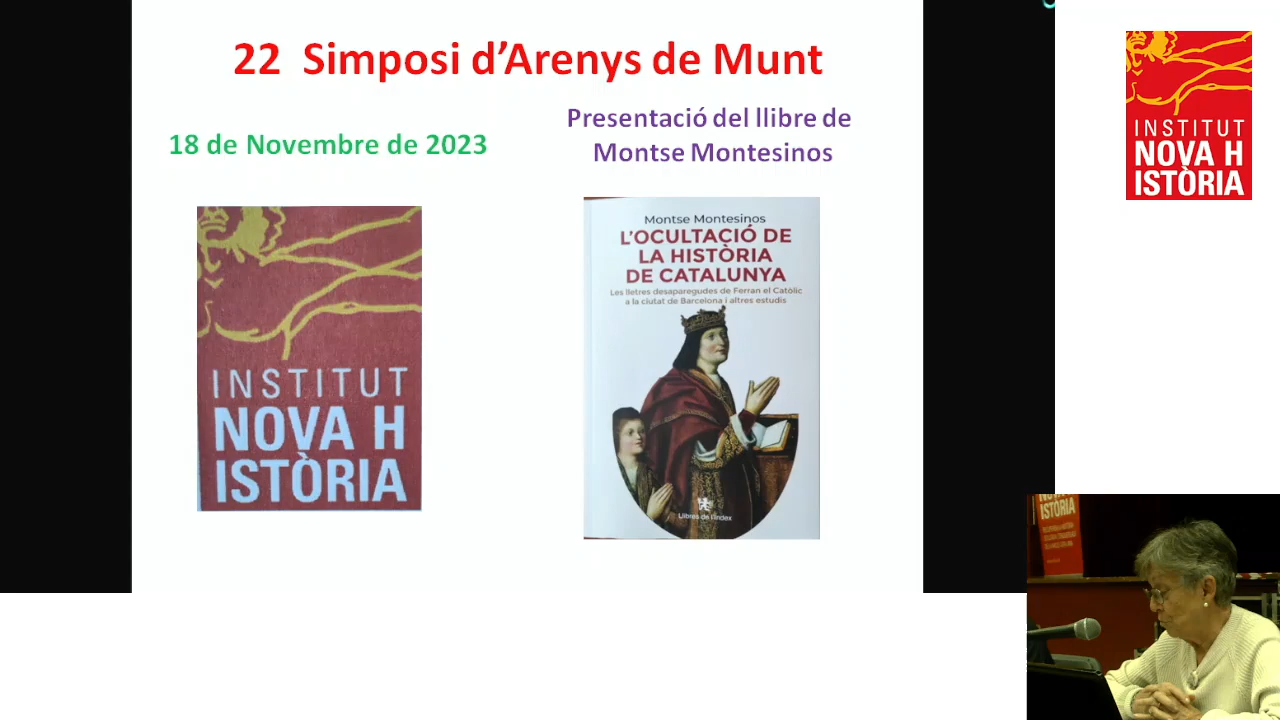 22 Simposi d'Arenys de Munt
18 de Novembre de 2023
Presentació del llibre de
Montse Montesinos
INSTITUT
NOVA H
ISTÒRIA
Montse Montesinos
L'OCULTACIÓ DE
LA HISTÒRIA
DE CATALUNYA
Les lletres desaparegudes de Ferran el Catòlic
a la ciutat de Barcelona i altres estudis
Llibres de l'Índex
INSTITUT
NOVA H
ISTÒRIA
ISTÒRIA